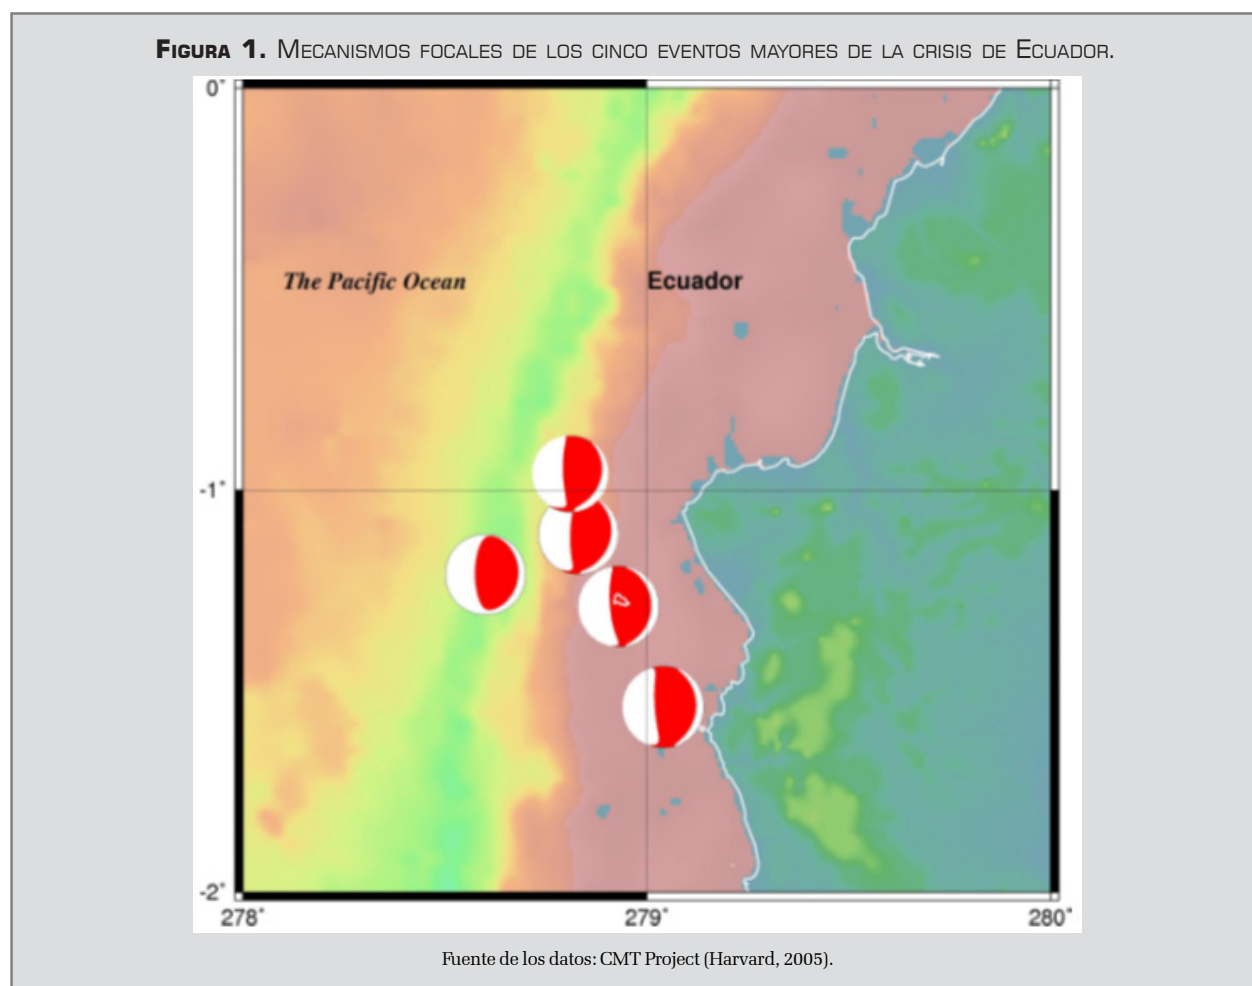 FIGURA 1. MECANISMOS FOCALES DE LOS CINCO EVENTOS MAYORES DE LA CRISIS DE ECUADOR.
0°
The Pacific Ocean
Ecuador
-1°
-2°
278°
279°
280°
Fuente de los datos: CMT Project (Harvard, 2005).